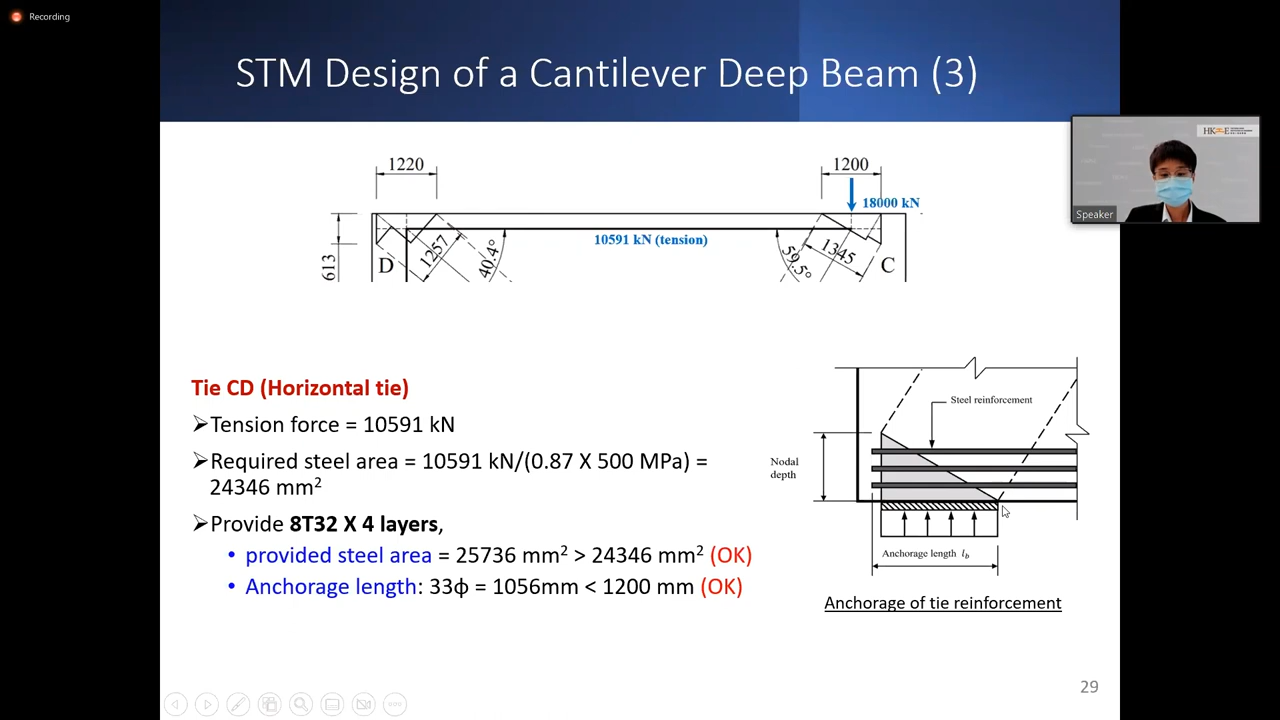 Recording
STM Design of a Cantilever Deep Beam (3)
HK E
Speaker
1220
1200
18000 kN
10591 kN (tension)
613
D
1257
40.4°
59.5°
1345
C
Tie CD (Horizontal tie)
➢Tension force = 10591 kN
➢Required steel area = 10591 kN/(0.87 X 500 MPa) =
24346 mm²
➢Provide 8T32 X 4 layers,
• provided steel area = 25736 mm² > 24346 mm² (OK)
• Anchorage length: 33ϕ = 1056mm < 1200 mm (OK)
Steel reinforcement
Nodal
depth
Anchorage length l_b
Anchorage of tie reinforcement
29